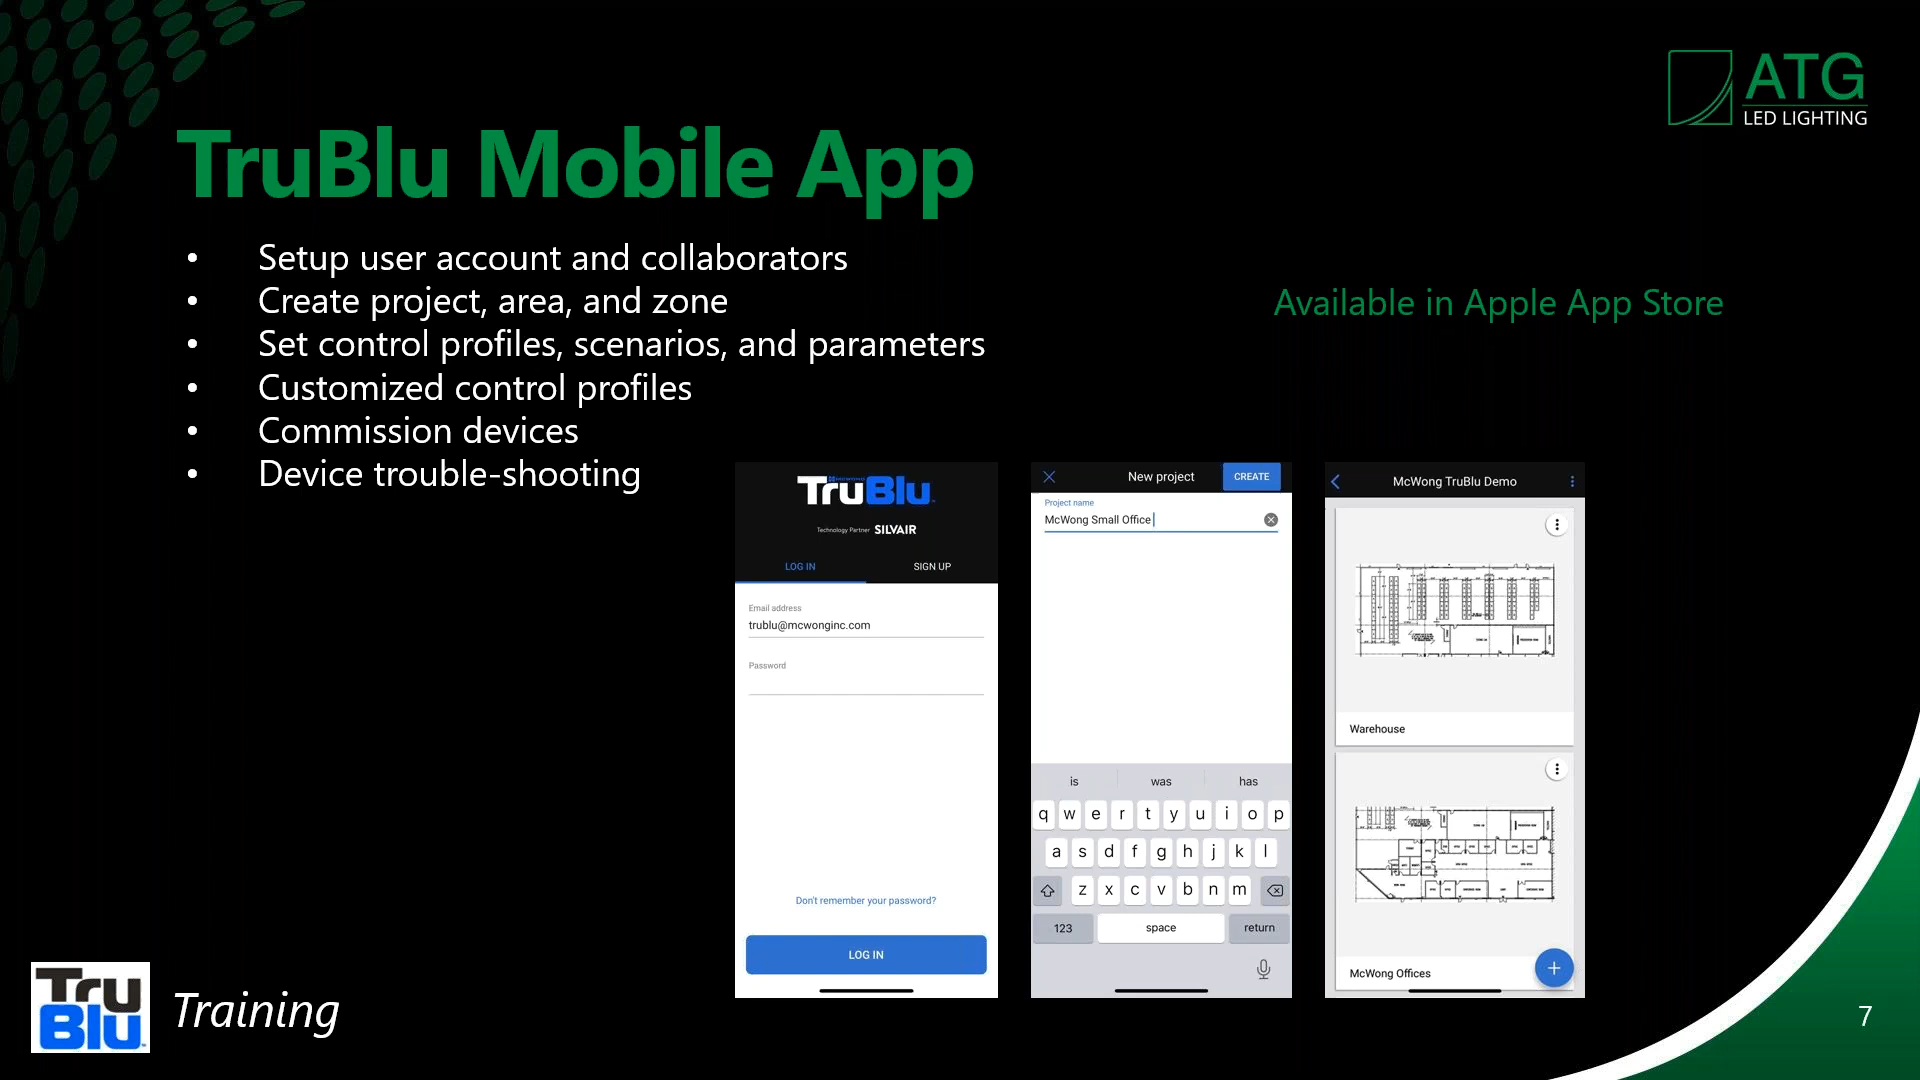 ATG
LED LIGHTING
TruBlu Mobile App
• Setup user account and collaborators
• Create project, area, and zone
• Set control profiles, scenarios, and parameters
• Customized control profiles
• Commission devices
• Device trouble-shooting
Available in Apple App Store
TruBlu
Technology Partner SILVAIR
LOG IN SIGN UP
Email address
trublu@mcwonginc.com
Password
Don't remember your password?
LOG IN
New project CREATE
Project name
McWong Small Office
is was has
q w e r t y u i o p
a s d f g h j k l
z x c v b n m
123 space return
McWong TruBlu Demo
Warehouse
McWong Offices
Tru
Blu
Training
7